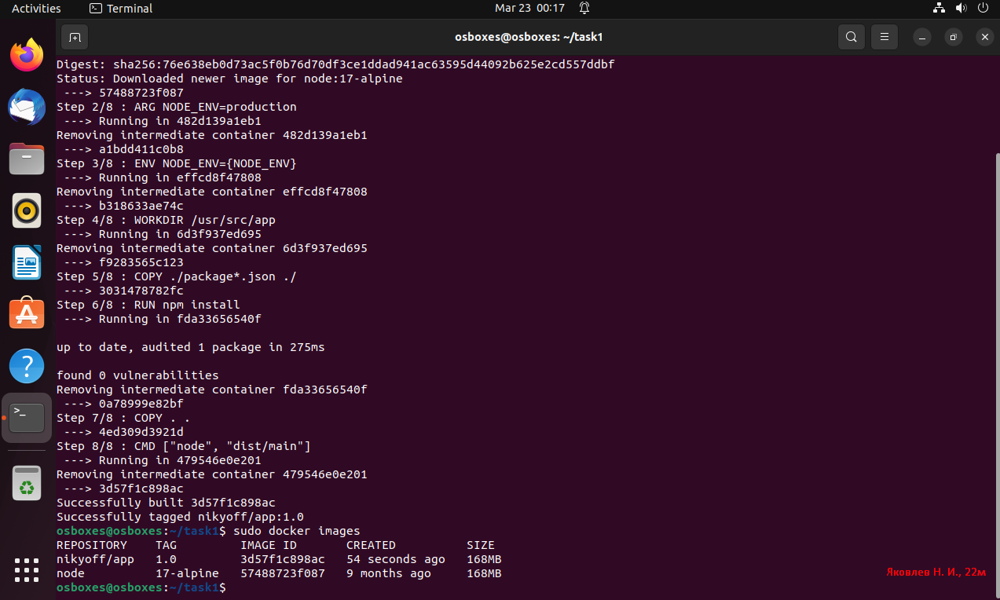 Activities
Terminal
Mar 23 00:17
osboxes@osboxes: ~/task1
Digest: sha256:76e638eb0d73ac5f0b76d70df3ce1ddad941ac63595d44092b625e2cd557ddbf
Status: Downloaded newer image for node:17-alpine
 ---> 57488723f087
Step 2/8 : ARG NODE_ENV=production
 ---> Running in 482d139a1eb1
Removing intermediate container 482d139a1eb1
 ---> a1bdd411c0b8
Step 3/8 : ENV NODE_ENV={NODE_ENV}
 ---> Running in effcd8f47808
Removing intermediate container effcd8f47808
 ---> b318633ae74c
Step 4/8 : WORKDIR /usr/src/app
 ---> Running in 6d3f937ed695
Removing intermediate container 6d3f937ed695
 ---> f9283565c123
Step 5/8 : COPY ./package*.json ./
 ---> 3031478782fc
Step 6/8 : RUN npm install
 ---> Running in fda33656540f
up to date, audited 1 package in 275ms
found 0 vulnerabilities
Removing intermediate container fda33656540f
 ---> 0a78999e82bf
Step 7/8 : COPY . .
 ---> 4ed309d3921d
Step 8/8 : CMD ["node", "dist/main"]
 ---> Running in 479546e0e201
Removing intermediate container 479546e0e201
 ---> 3d57f1c898ac
Successfully built 3d57f1c898ac
Successfully tagged nikyoff/app:1.0
osboxes@osboxes:~/task1$ sudo docker images
REPOSITORY    TAG         IMAGE ID       CREATED          SIZE
nikyoff/app   1.0         3d57f1c898ac   54 seconds ago   168MB
node          17-alpine   57488723f087   9 months ago     168MB
osboxes@osboxes:~/task1$
Яковлев Н. И., 22м